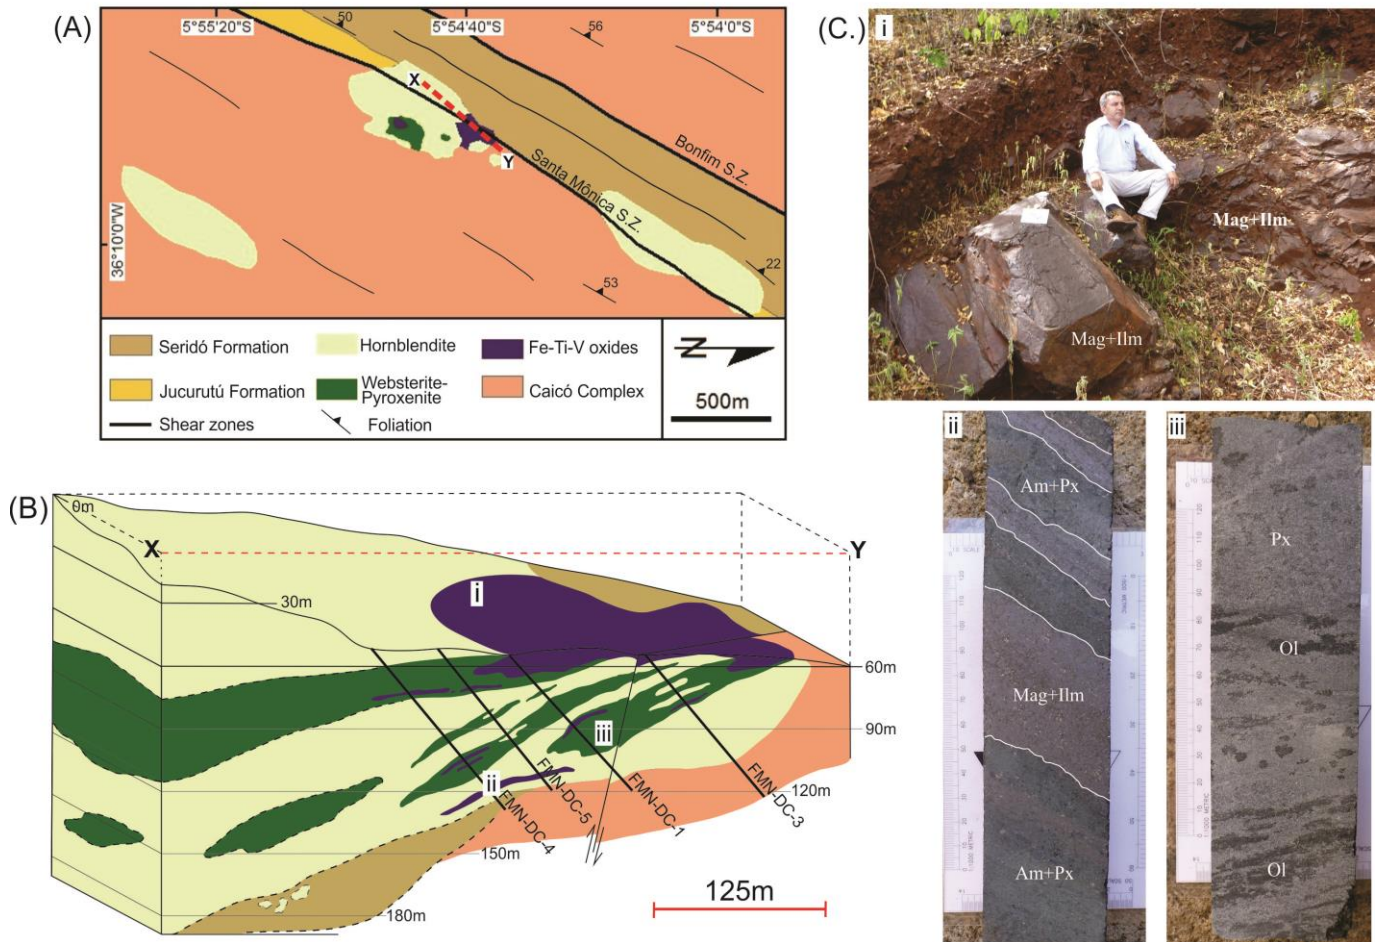 (A)
5°55'20"S
5°54'40"S
5°54'0"S
50
56
X
Y
Bonfim S.Z.
Santa Mônica S.Z.
36°10'0"W
22
53
Seridó Formation
Hornblendite
Fe-Ti-V oxides
Jucurutú Formation
Websterite-
Pyroxenite
Caicó Complex
Shear zones
Foliation
N
500m
(B)
0m
X
Y
30m
i
60m
90m
iii
ii
120m
FMN-DC-4
FMN-DC-5
FMN-DC-1
FMN-DC-3
150m
180m
125m
(C.)
i
Mag+Ilm
Mag+Ilm
ii
Am+Px
Mag+Ilm
Am+Px
iii
Px
Ol
Ol